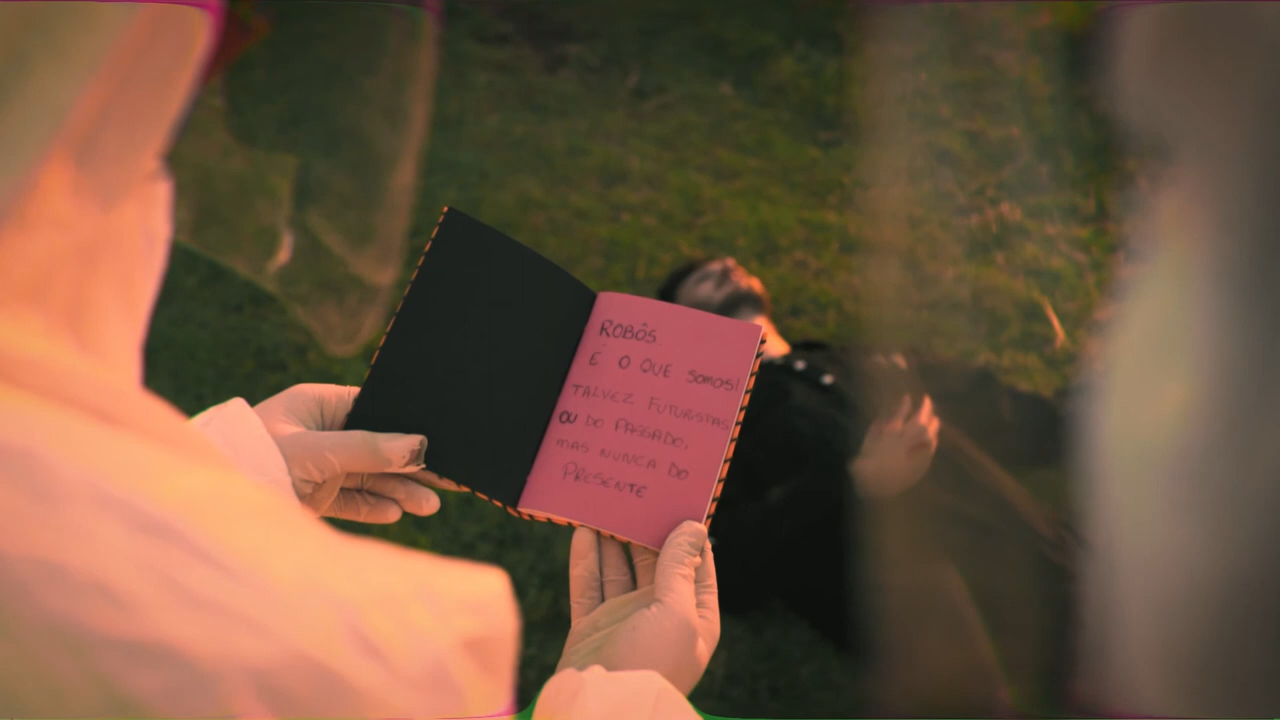 ROBÔS
É O QUE SOMOS!
TALVEZ FUTURISTAS
OU DO PASSADO,
MAS NUNCA DO
PRESENTE